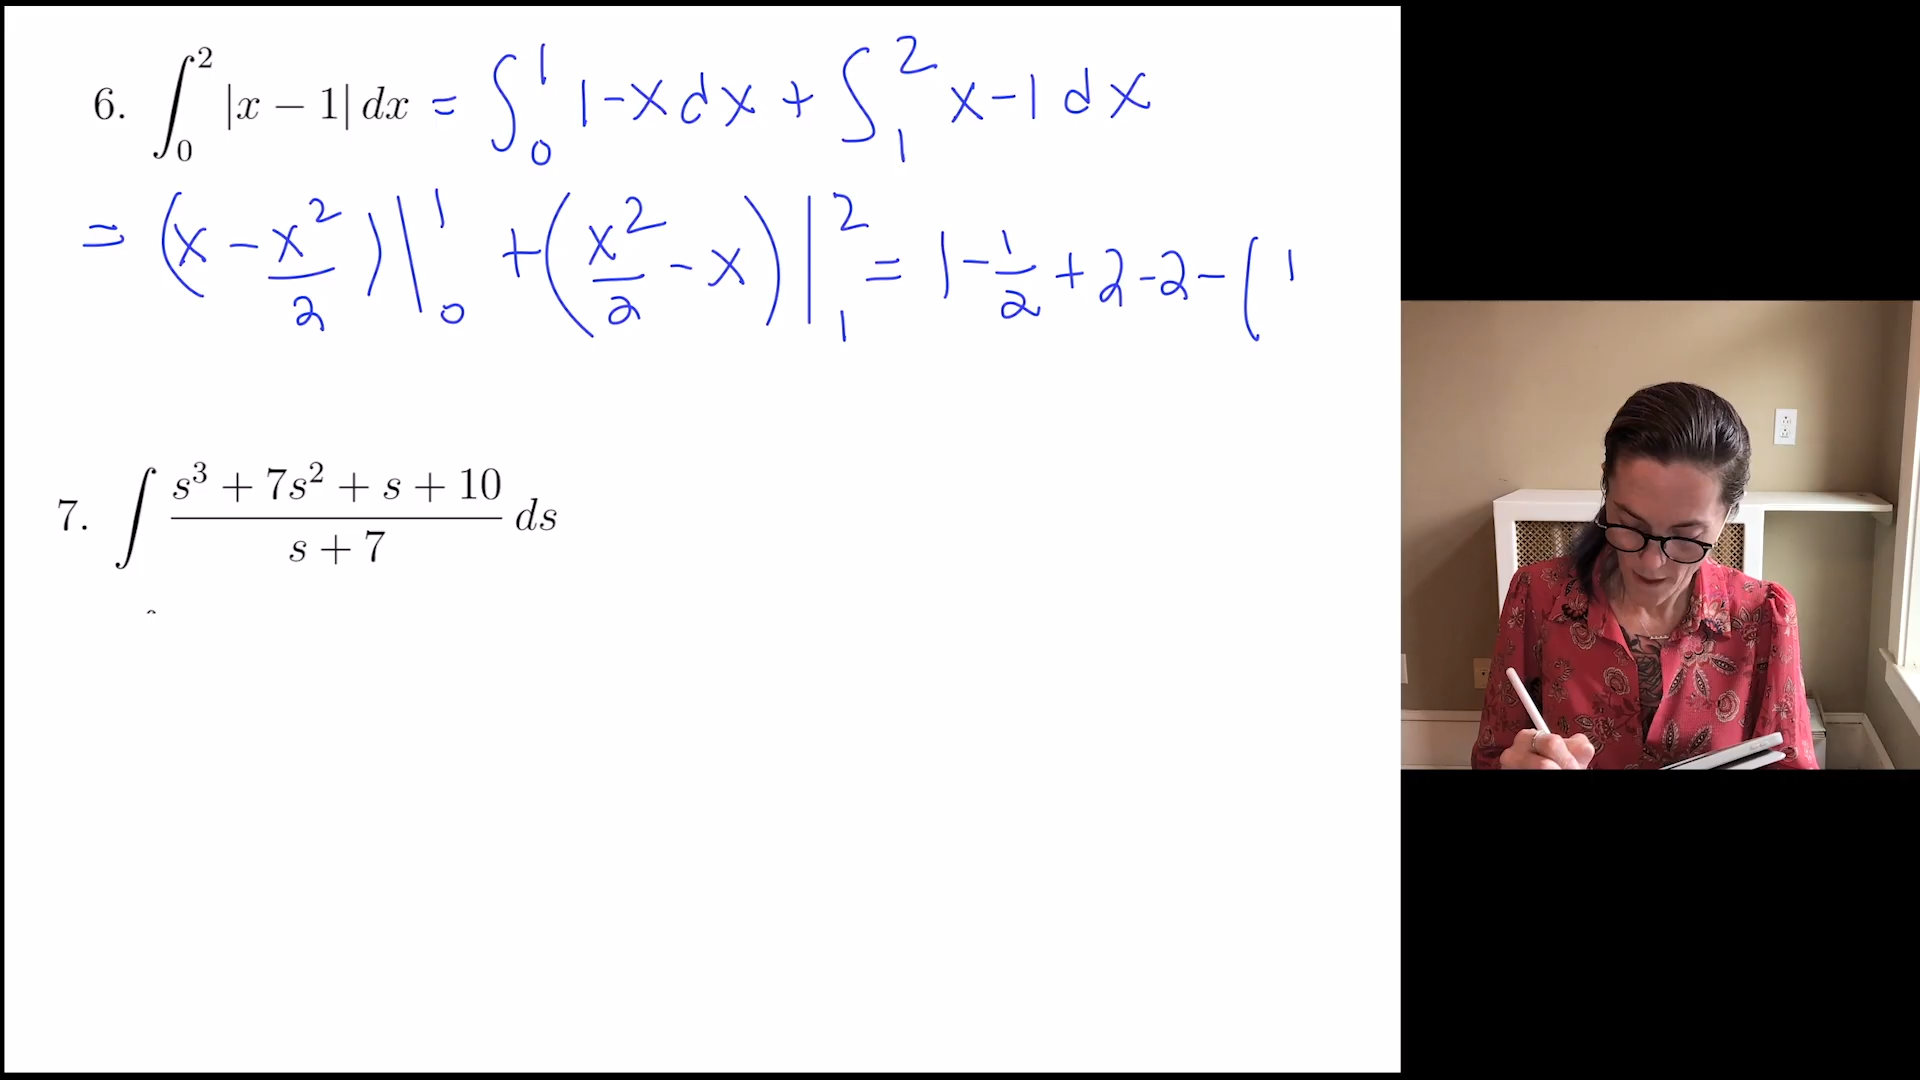 6. ∫₀² |x − 1| dx = ∫₀¹ 1-x dx + ∫₁² x-1 dx
= (x - x²/2)|₀¹ + (x²/2 - x)|₁² = 1 - 1/2 + 2 - 2 - (1
7. ∫ (s³ + 7s² + s + 10)/(s + 7) ds